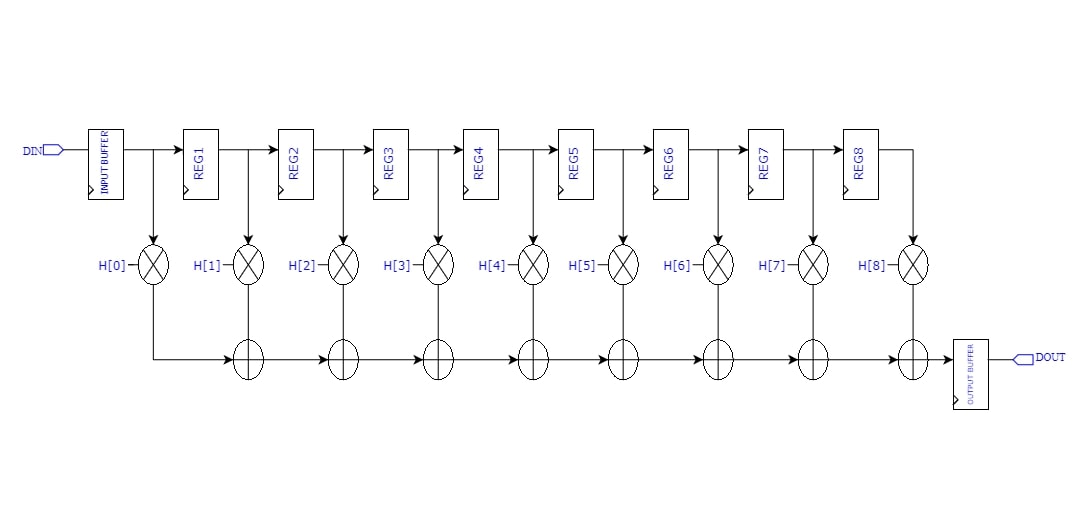 DIN
INPUT BUFFER
REG1
REG2
REG3
REG4
REG5
REG6
REG7
REG8
H[0]
H[1]
H[2]
H[3]
H[4]
H[5]
H[6]
H[7]
H[8]
OUTPUT BUFFER
DOUT